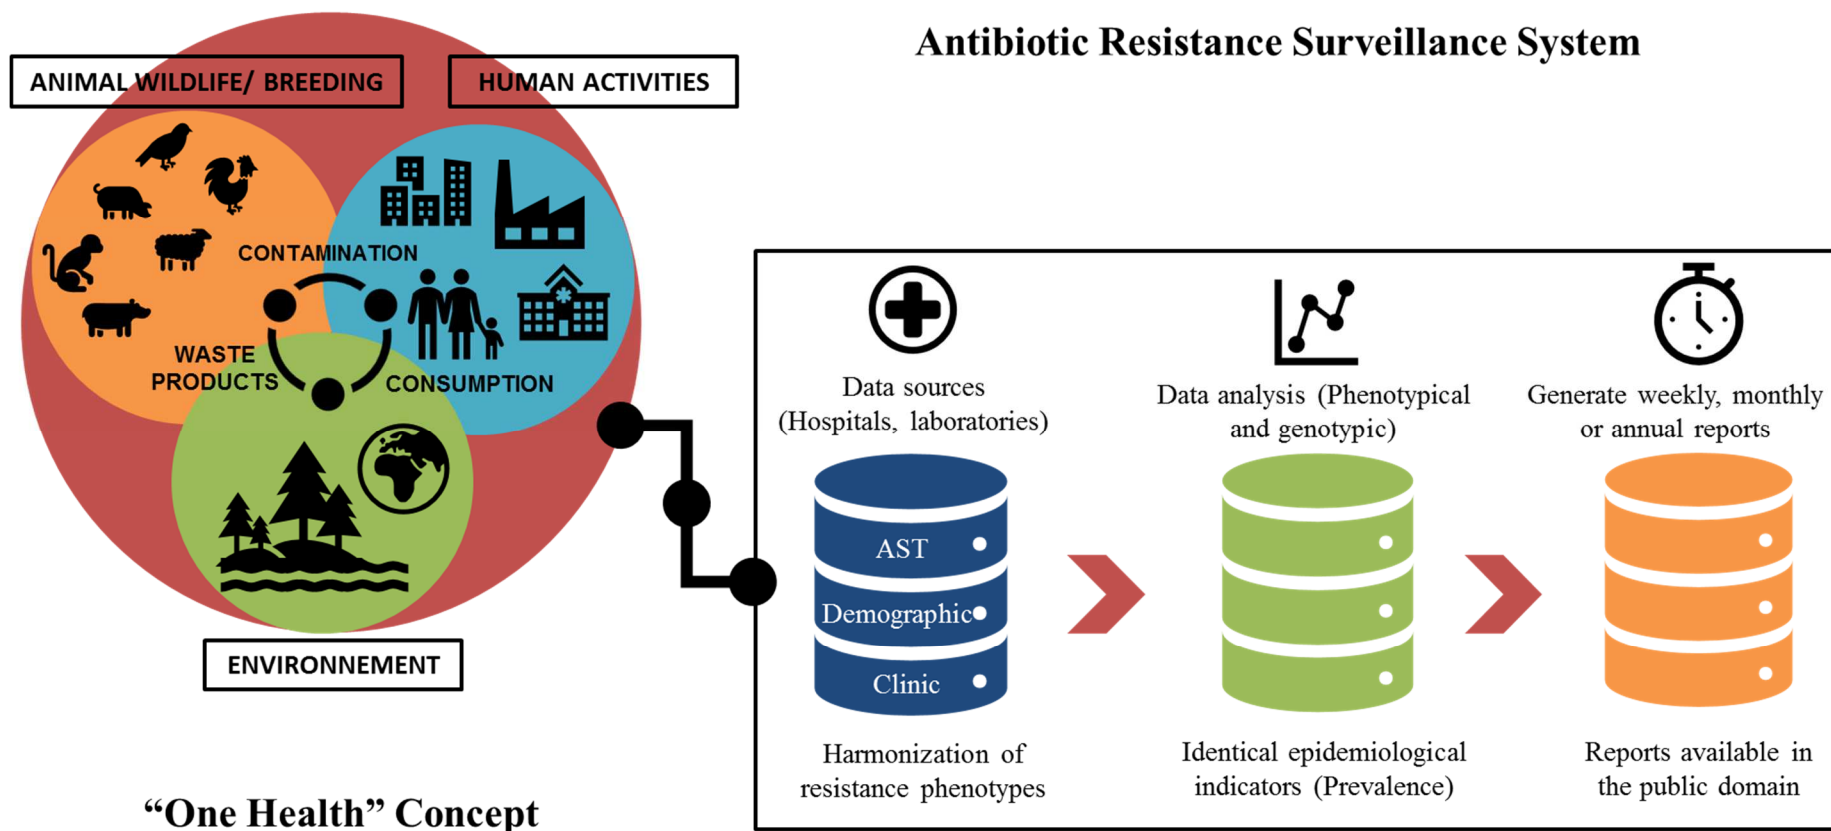 Antibiotic Resistance Surveillance System
ANIMAL WILDLIFE/ BREEDING
HUMAN ACTIVITIES
CONTAMINATION
WASTE
PRODUCTS
CONSUMPTION
ENVIRONNEMENT
“One Health” Concept
Data sources
(Hospitals, laboratories)
AST
Demographic
Clinic
Harmonization of
resistance phenotypes
Data analysis (Phenotypical
and genotypic)
Identical epidemiological
indicators (Prevalence)
Generate weekly, monthly
or annual reports
Reports available in
the public domain